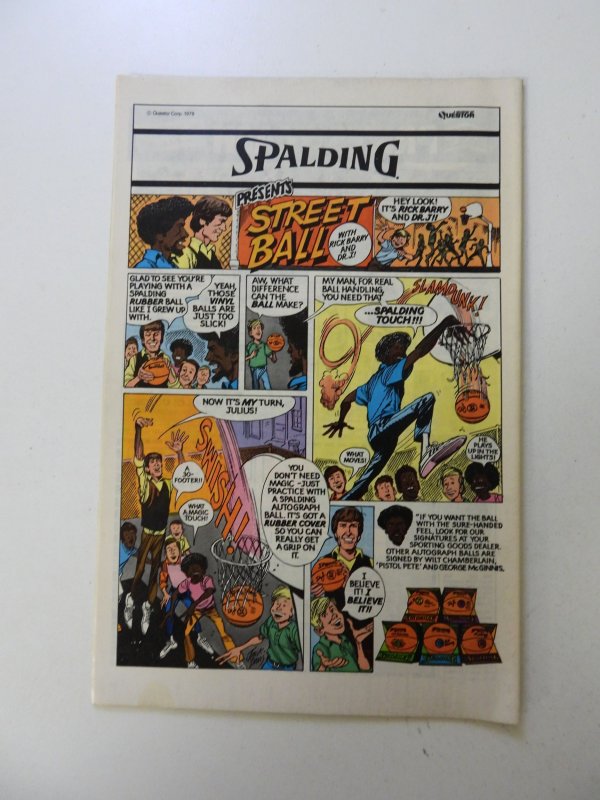 © Questor Corp. 1979
QUESTOR
SPALDING
PRESENTS
STREET
BALL
WITH
RICK BARRY
AND
DR. J!!
HEY LOOK!
IT'S RICK BARRY
AND DR. J!!
GLAD TO SEE YOU'RE
PLAYING WITH A
SPALDING
RUBBER BALL
LIKE I GREW UP
WITH.
YEAH,
THOSE
VINYL
BALLS ARE
JUST TOO
SLICK!
AW, WHAT
DIFFERENCE
CAN THE
BALL MAKE?
MY MAN, FOR REAL
BALL HANDLING,
YOU NEED THAT
...SPALDING
TOUCH!!!
SLAMDUNK!
WHAT
MOVES!
HE
PLAYS
UP IN THE
LIGHTS!
NOW IT'S MY TURN,
JULIUS!
A
30-
FOOTER!!
WHAT
A MAGIC
TOUCH!
SWISH!
YOU
DON'T NEED
MAGIC -JUST
PRACTICE WITH
A SPALDING
AUTOGRAPH
BALL. IT'S GOT A
RUBBER COVER
SO YOU CAN
REALLY GET
A GRIP ON
IT.
I
BELIEVE
IT! I
BELIEVE
IT!!
"IF YOU WANT THE BALL
WITH THE SURE-HANDED
FEEL, LOOK FOR OUR
SIGNATURES AT YOUR
SPORTING GOODS DEALER.
OTHER AUTOGRAPH BALLS ARE
SIGNED BY WILT CHAMBERLAIN,
'PISTOL PETE' AND GEORGE McGINNIS.